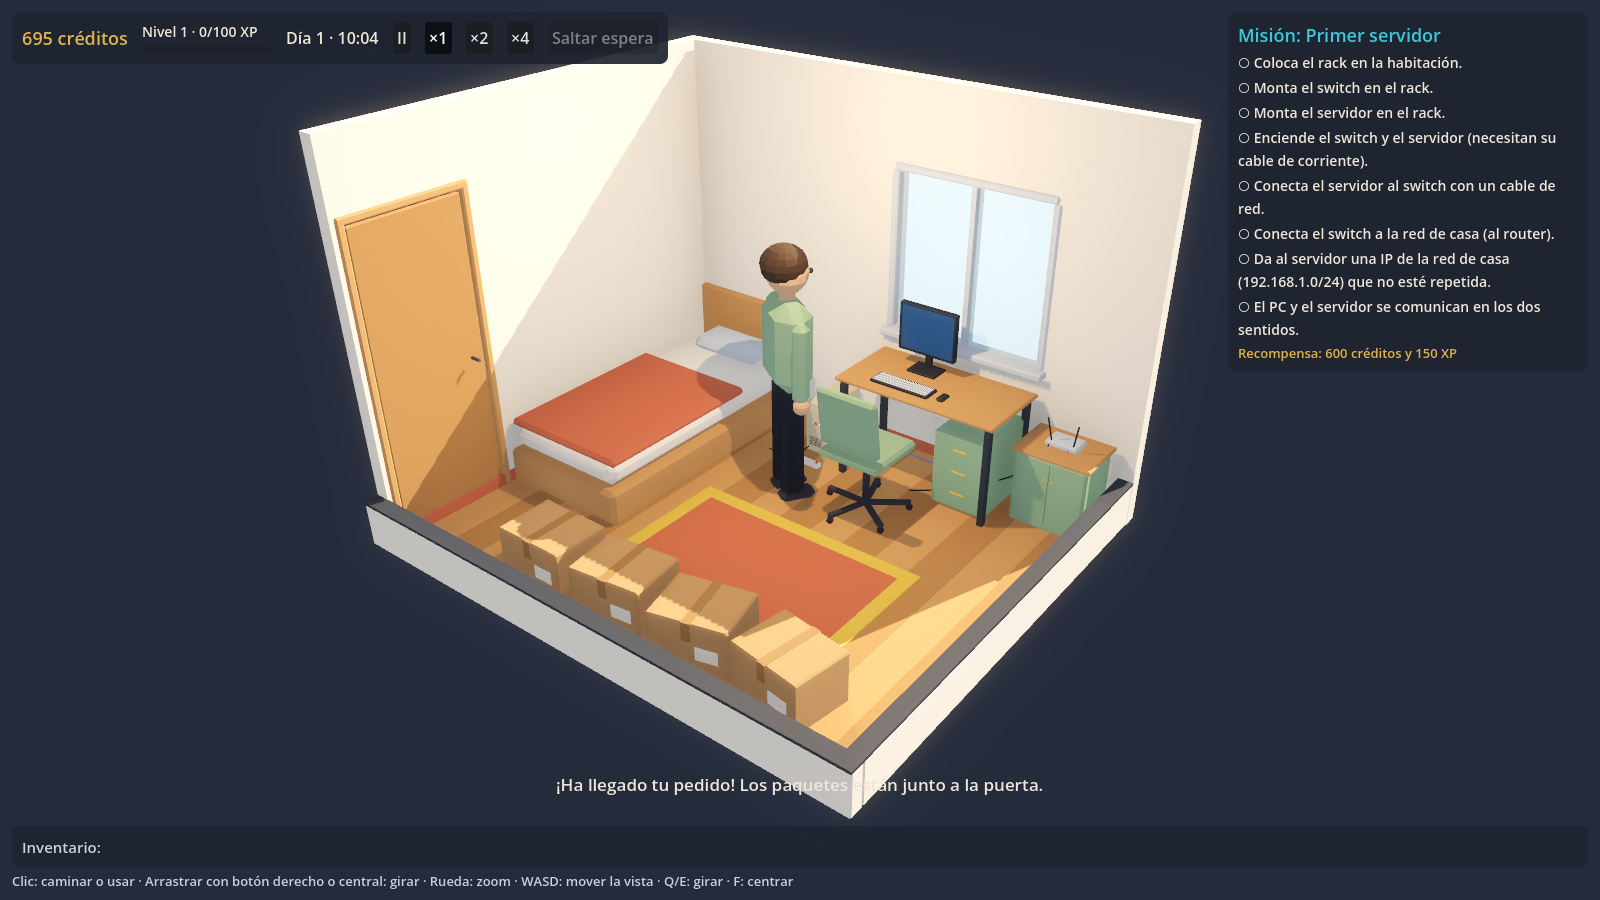 695 créditos
Nivel 1 · 0/100 XP
Día 1 · 10:04
II
×1
×2
×4
Saltar espera
Misión: Primer servidor
○ Coloca el rack en la habitación.
○ Monta el switch en el rack.
○ Monta el servidor en el rack.
○ Enciende el switch y el servidor (necesitan su
cable de corriente).
○ Conecta el servidor al switch con un cable de
red.
○ Conecta el switch a la red de casa (al router).
○ Da al servidor una IP de la red de casa
(192.168.1.0/24) que no esté repetida.
○ El PC y el servidor se comunican en los dos
sentidos.
Recompensa: 600 créditos y 150 XP
¡Ha llegado tu pedido! Los paquetes están junto a la puerta.
Inventario:
Clic: caminar o usar · Arrastrar con botón derecho o central: girar · Rueda: zoom · WASD: mover la vista · Q/E: girar · F: centrar